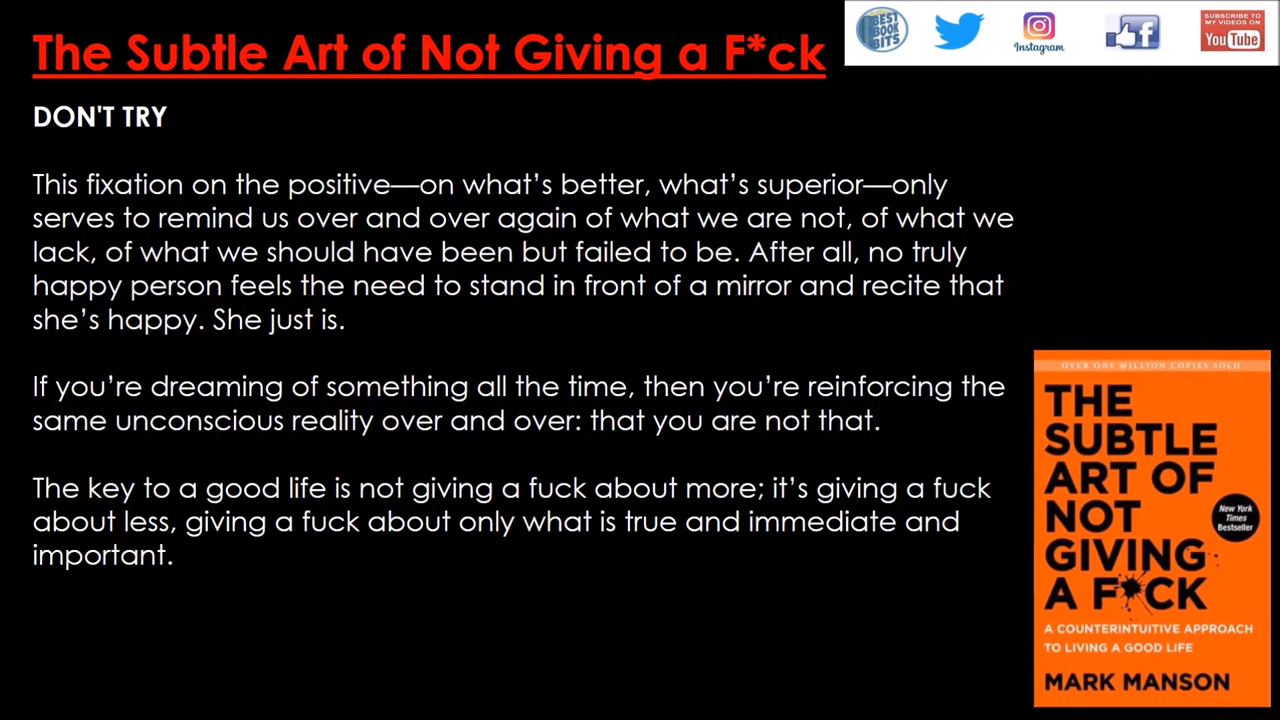 The Subtle Art of Not Giving a F*ck
BEST
BOOK
BITS
Instagram
f
SUBSCRIBE TO
MY VIDEOS ON
YouTube
DON'T TRY
This fixation on the positive—on what's better, what's superior—only
serves to remind us over and over again of what we are not, of what we
lack, of what we should have been but failed to be. After all, no truly
happy person feels the need to stand in front of a mirror and recite that
she's happy. She just is.
If you're dreaming of something all the time, then you're reinforcing the
same unconscious reality over and over: that you are not that.
The key to a good life is not giving a fuck about more; it's giving a fuck
about less, giving a fuck about only what is true and immediate and
important.
OVER ONE MILLION COPIES SOLD
THE
SUBTLE
ART OF
NOT
GIVING
A F*CK
New York
Times
Bestseller
A COUNTERINTUITIVE APPROACH
TO LIVING A GOOD LIFE
MARK MANSON